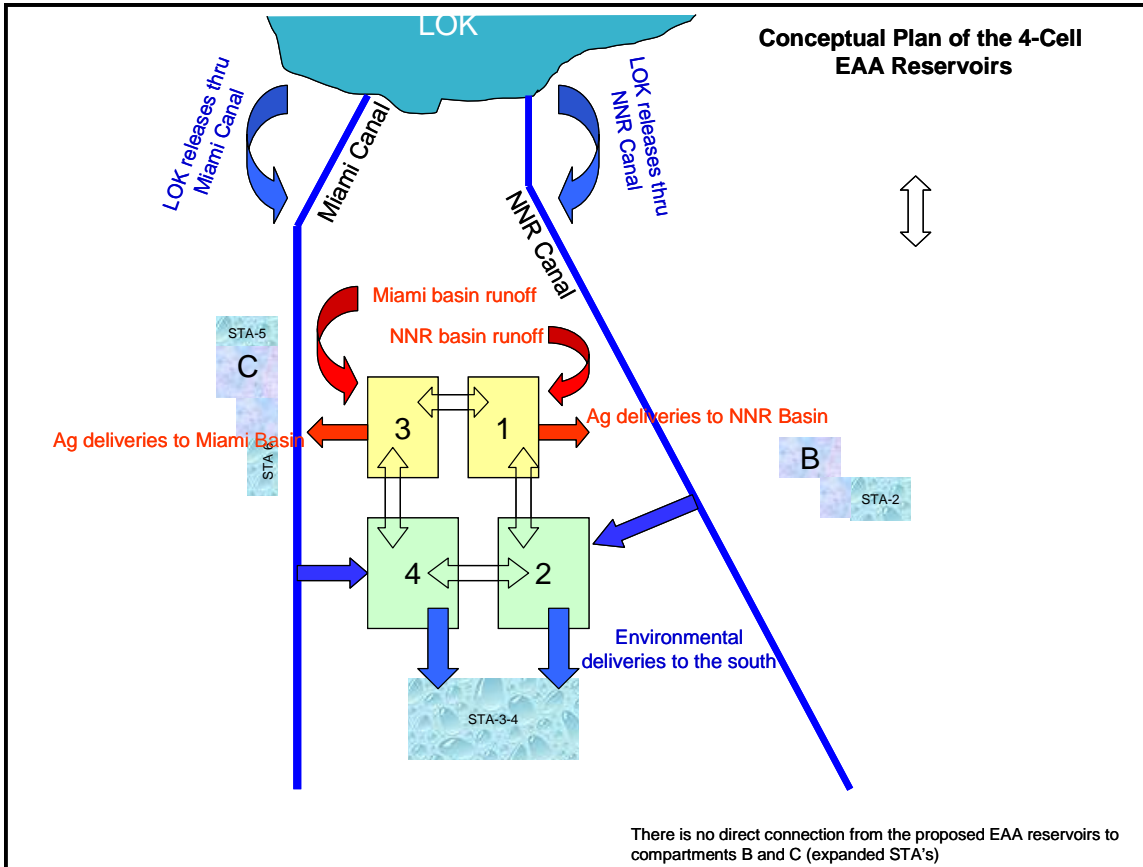 LOK
Conceptual Plan of the 4-Cell
EAA Reservoirs
LOK releases thru
Miami Canal
Miami Canal
LOK releases thru
NNR Canal
NNR Canal
Miami basin runoff
NNR basin runoff
STA-5
C
STA 6
3
1
Ag deliveries to Miami Basin
Ag deliveries to NNR Basin
B
STA-2
4
2
Environmental
deliveries to the south
STA-3-4
There is no direct connection from the proposed EAA reservoirs to
compartments B and C (expanded STA's)